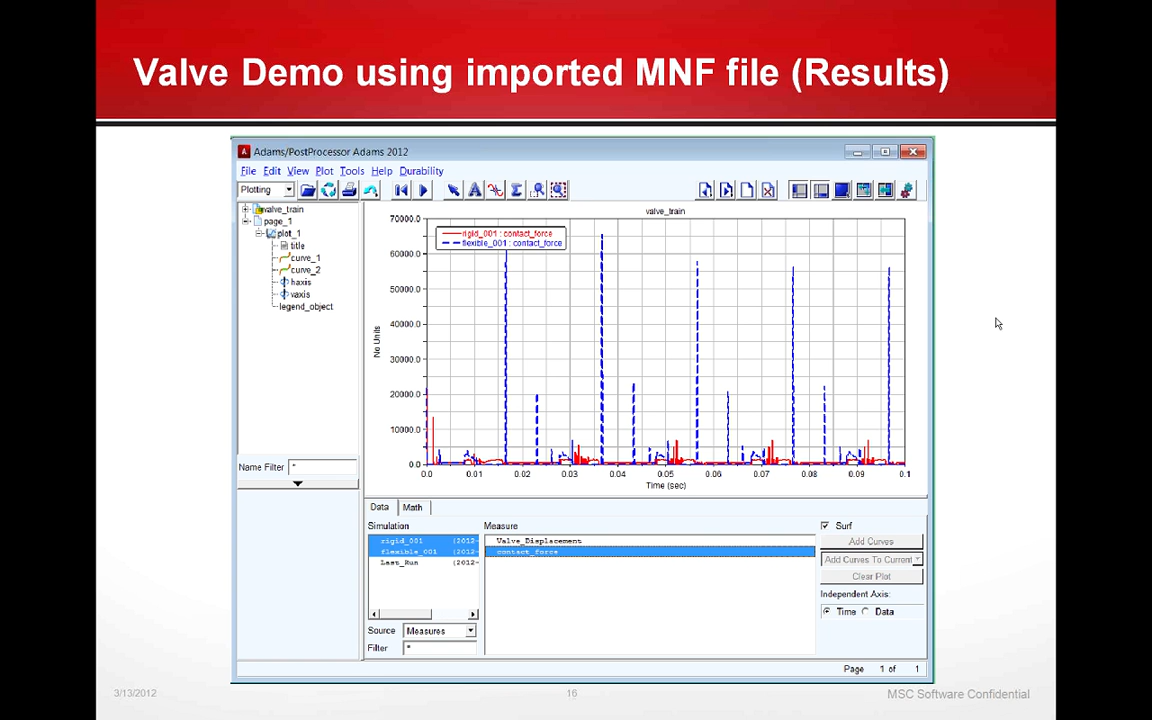 Valve Demo using imported MNF file (Results)
Adams/PostProcessor Adams 2012
File Edit View Plot Tools Help Durability
Plotting
valve_train
page_1
plot_1
title
curve_1
curve_2
haxis
vaxis
legend_object
Name Filter *
valve_train
rigid_001 : contact_force
flexible_001 : contact_force
No Units
70000.0
60000.0
50000.0
40000.0
30000.0
20000.0
10000.0
0.0
0.0 0.01 0.02 0.03 0.04 0.05 0.06 0.07 0.08 0.09 0.1
Time (sec)
Data Math
Simulation
rigid_001 (2012-
flexible_001 (2012-
Last_Run (2012-
Source Measures
Filter *
Measure
Valve_Displacement
contact_force
Surf
Add Curves
Add Curves To Current
Clear Plot
Independent Axis:
Time Data
Page 1 of 1
3/13/2012
16
MSC Software Confidential